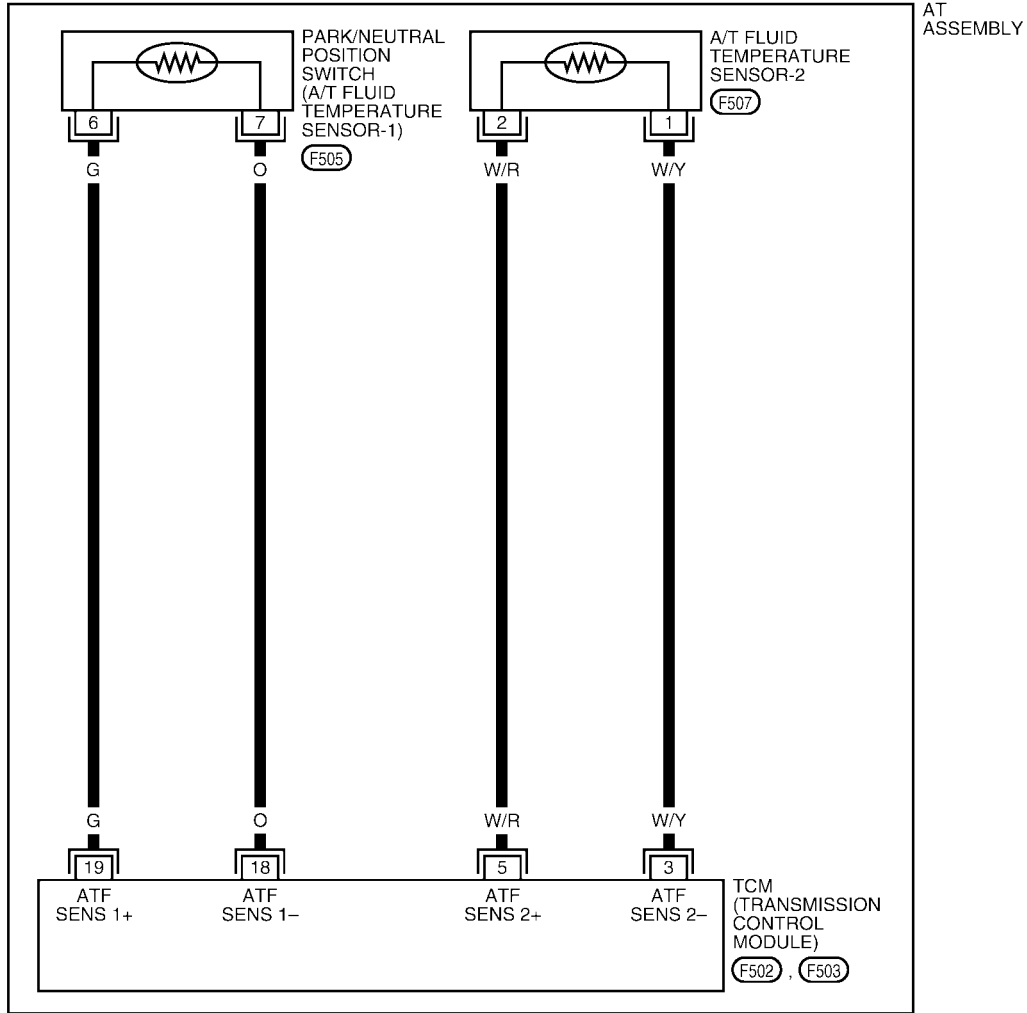 AT
ASSEMBLY
PARK/NEUTRAL
POSITION
SWITCH
(A/T FLUID
TEMPERATURE
SENSOR-1)
F505
A/T FLUID
TEMPERATURE
SENSOR-2
F507
6 7 2 1
G O W/R W/Y
G O W/R W/Y
19 18 5 3
ATF
SENS 1+
ATF
SENS 1–
ATF
SENS 2+
ATF
SENS 2–
TCM
(TRANSMISSION
CONTROL
MODULE)
F502 , F503